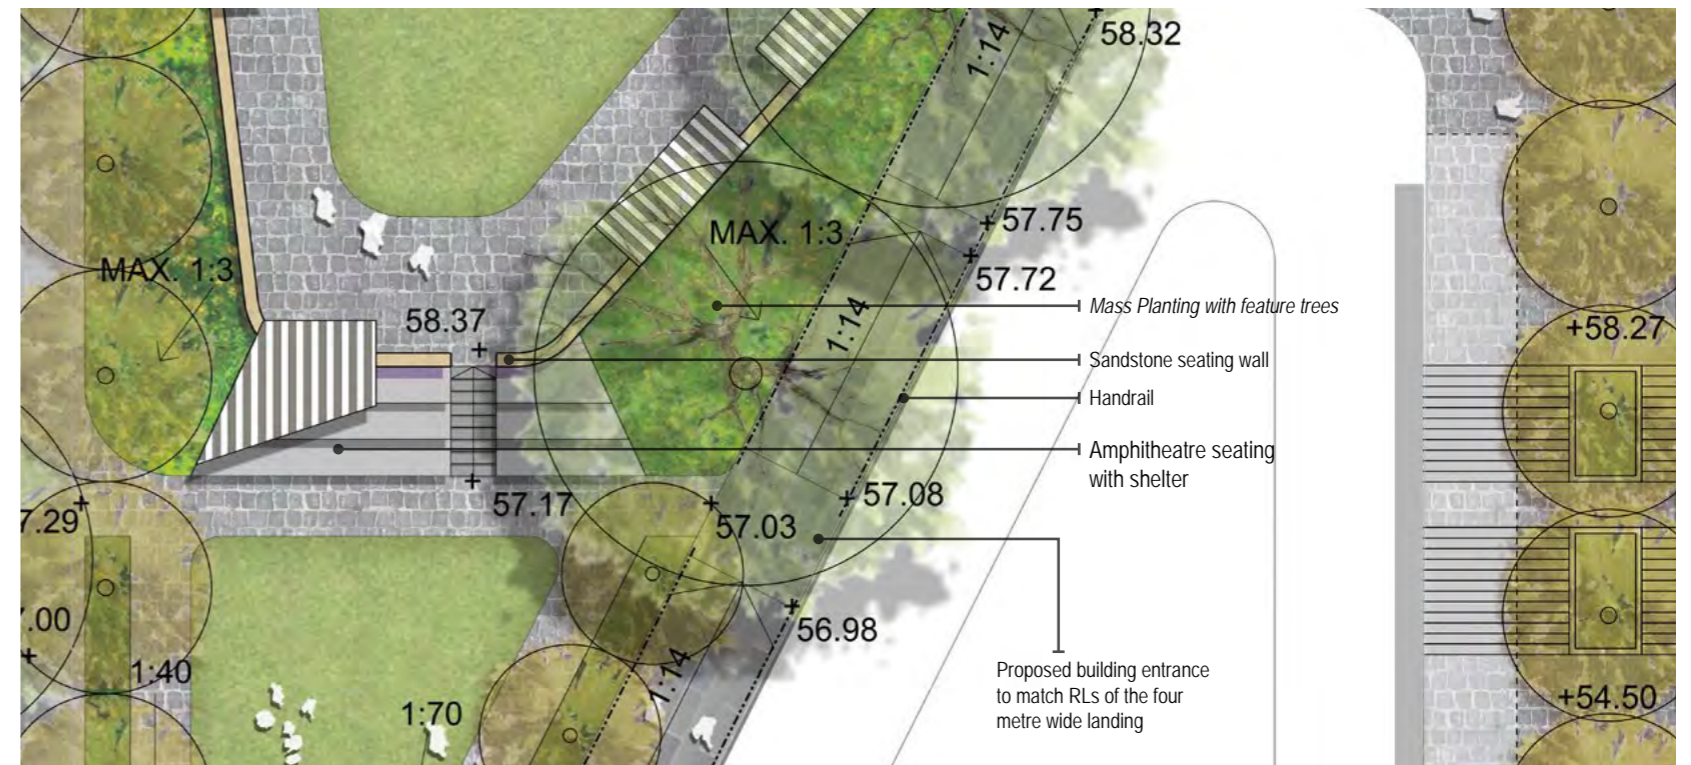 1:14
58.32
MAX. 1:3
57.75
MAX. 1:3
57.72
Mass Planting with feature trees
58.37
1:14
+58.27
Sandstone seating wall
Handrail
Amphitheatre seating
with shelter
57.17
57.08
7.29
57.03
.00
56.98
1:40
1:14
Proposed building entrance
to match RLs of the four
metre wide landing
+54.50
1:70